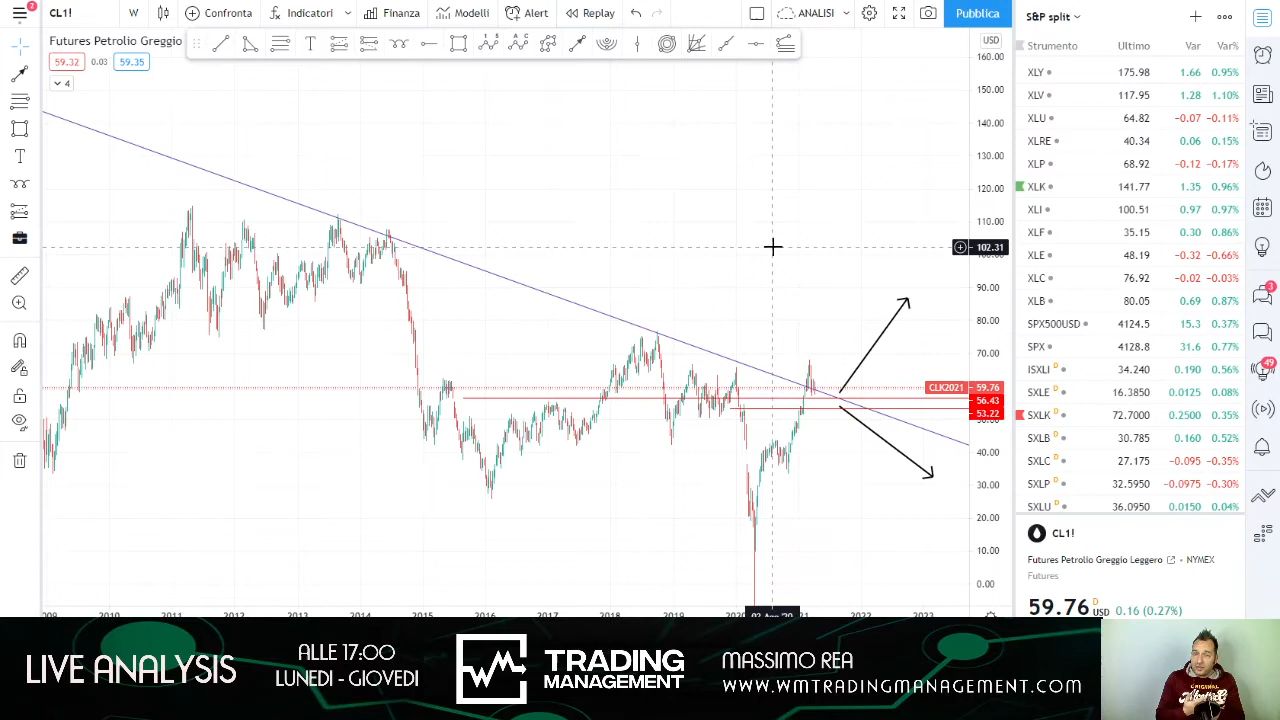 2
CL1!
W
Confronta
Indicatori
Finanza
Modelli
Alert
Replay
ANALISI
Pubblica
S&P split
Futures Petrolio Greggio
USD
59.32
0.03
59.35
4
160.00
150.00
140.00
130.00
120.00
110.00
102.31
90.00
80.00
70.00
CLK2021 59.76
56.43
53.22
40.00
30.00
20.00
10.00
0.00
2010
2011
2012
2013
2014
2015
2016
2017
2018
2019
2022
2023
Strumento Ultimo Var Var%
XLY 175.98 1.66 0.95%
XLV 117.95 1.28 1.10%
XLU 64.82 −0.07 −0.11%
XLRE 40.34 0.06 0.15%
XLP 68.92 −0.12 −0.17%
XLK 141.77 1.35 0.96%
XLI 100.51 0.97 0.97%
XLF 35.15 0.30 0.86%
XLE 48.19 −0.32 −0.66%
XLC 76.92 −0.02 −0.03%
XLB 80.05 0.69 0.87%
SPX500USD 4124.5 15.3 0.37%
SPX 4128.8 31.6 0.77%
ISXLI D 34.240 0.190 0.56%
SXLE D 16.3850 0.0125 0.08%
SXLK D 72.7000 0.2500 0.35%
SXLB D 30.785 0.160 0.52%
SXLC D 27.175 −0.095 −0.35%
SXLP D 32.5950 −0.0975 −0.30%
SXLU D 36.0950 0.0150 0.04%
CL1!
Futures Petrolio Greggio Leggero NYMEX
Futures
59.76 D USD 0.16 (0.27%)
3
49
LIVE ANALYSIS
ALLE 17:00
LUNEDI - GIOVEDI
TRADING
MANAGEMENT
MASSIMO REA
WWW.WMTRADINGMANAGEMENT.COM
ORIGINAL